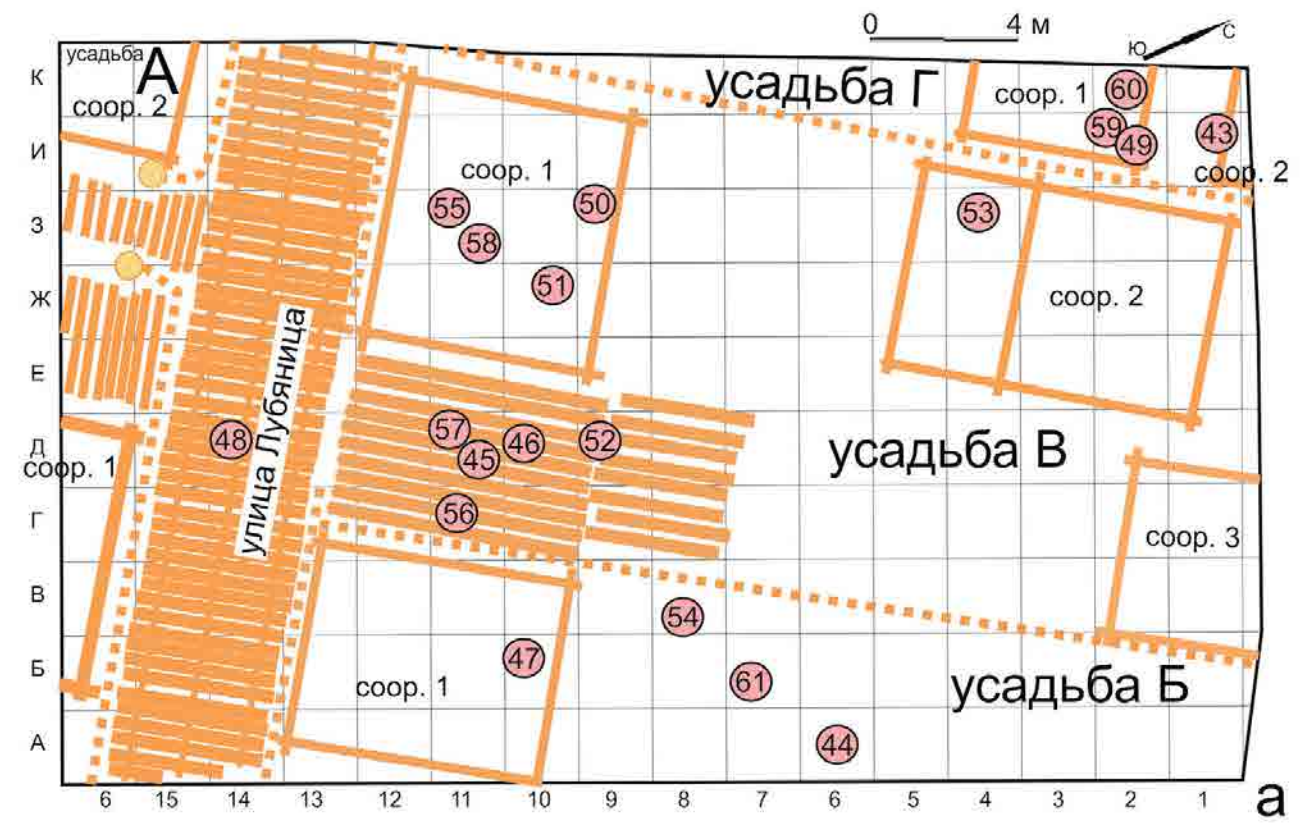 0 4 м
Ю С
усадьба А
соор. 2
усадьба Г
соор. 1
60
59
49
43
соор. 2
К
И
З
Ж
Е
Д
Г
В
Б
А
соор. 1
55
50
58
51
53
соор. 2
улица Лубяница
48
57
45
46
52
56
соор. 1
усадьба В
соор. 3
54
47
соор. 1
61
усадьба Б
44
6 15 14 13 12 11 10 9 8 7 6 5 4 3 2 1
а